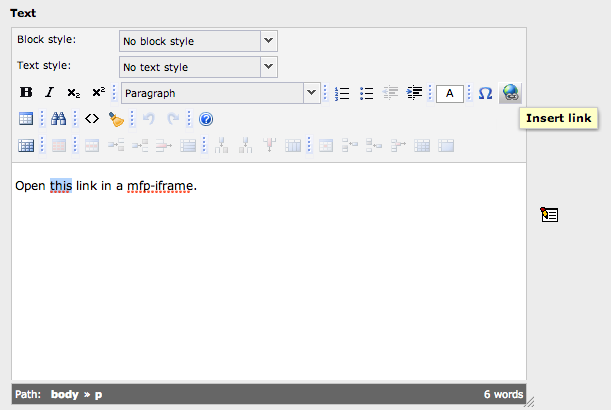 Text
Block style: No block style
Text style: No text style
B I x₂ x² Paragraph A Ω
Insert link
Open this link in a mfp-iframe.
Path: body » p 6 words